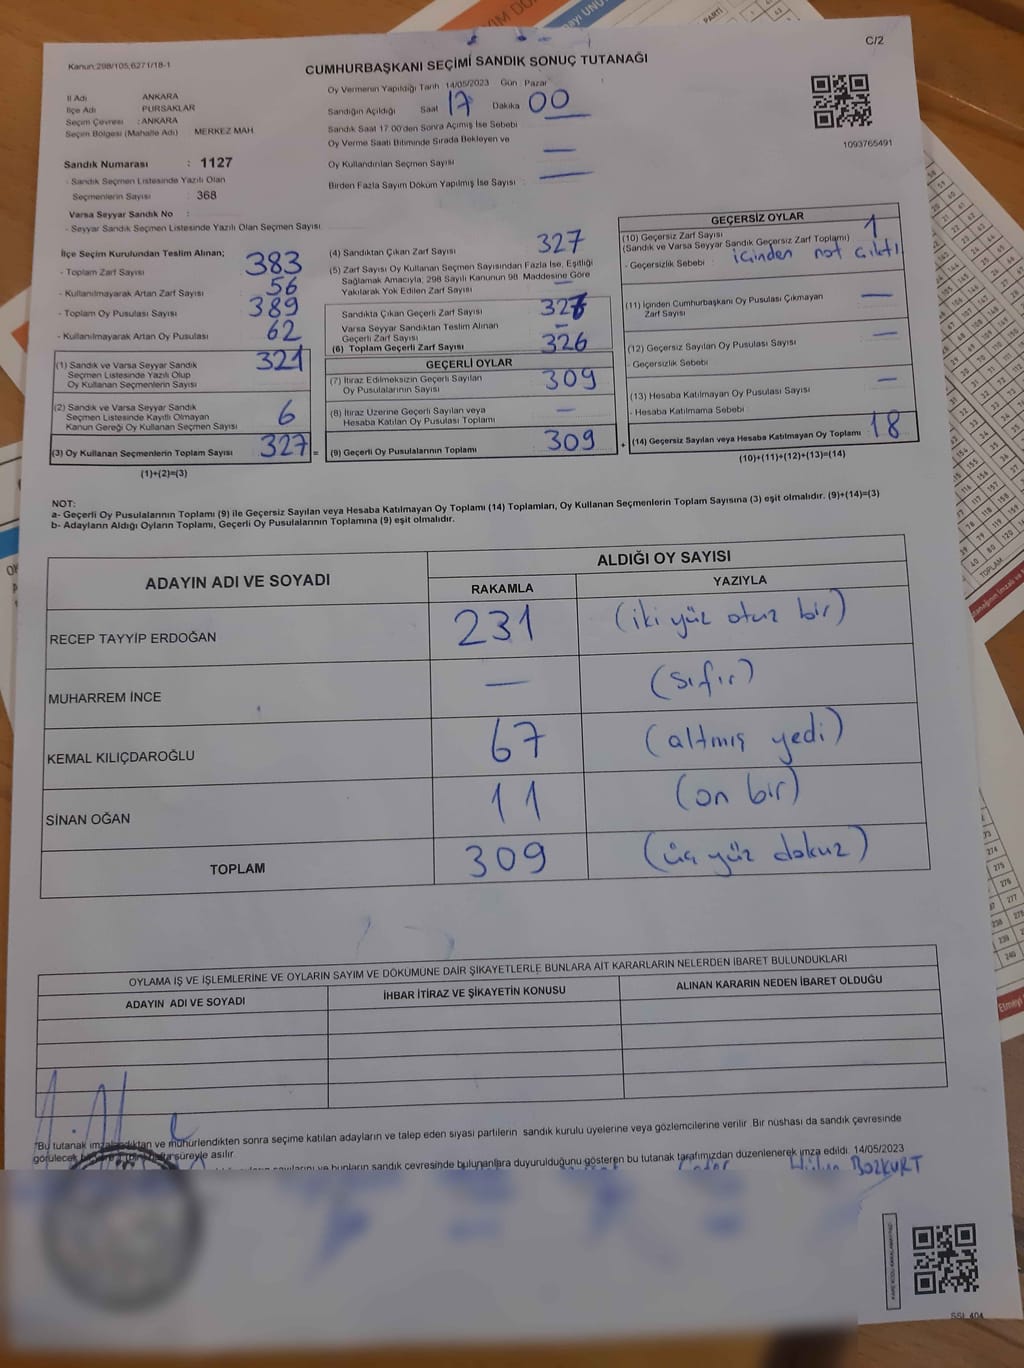 C/2
Kanun:298/105;6271/18-1
CUMHURBAŞKANI SEÇİMİ SANDIK SONUÇ TUTANAĞI
İl Adı ANKARA
İlçe Adı PURSAKLAR
Seçim Çevresi : ANKARA
Seçim Bölgesi (Mahalle Adı) MERKEZ MAH.
Oy Vermenin Yapıldığı Tarih 14/05/2023 Gün Pazar
Sandığın Açıldığı Saat 17 Dakika 00
Sandık Saat 17:00'den Sonra Açımış İse Sebebi
Oy Verme Saati Bitiminde Sırada Bekleyen ve
Oy Kullandırılan Seçmen Sayısı —
Birden Fazla Sayım Döküm Yapılmış İse Sayısı : —
1093765491
Sandık Numarası : 1127
- Sandık Seçmen Listesinde Yazılı Olan
Seçmenlerin Sayısı : 368
Varsa Seyyar Sandık No :
- Seyyar Sandık Seçmen Listesinde Yazılı Olan Seçmen Sayısı
İlçe Seçim Kurulundan Teslim Alınan;
- Toplam Zarf Sayısı 383
- Kullanılmayarak Artan Zarf Sayısı 56
- Toplam Oy Pusulası Sayısı 389
- Kullanılmayarak Artan Oy Pusulası 62
(1) Sandık ve Varsa Seyyar Sandık
Seçmen Listesinde Yazılı Olup
Oy Kullanan Seçmenlerin Sayısı 321
(2) Sandık ve Varsa Seyyar Sandık
Seçmen Listesinde Kayıtlı Olmayan
Kanun Gereği Oy Kullanan Seçmen Sayısı 6
(3) Oy Kullanan Seçmenlerin Toplam Sayısı 327 =
(1)+(2)=(3)
(4) Sandıktan Çıkan Zarf Sayısı 327
(5) Zarf Sayısı Oy Kullanan Seçmen Sayısından Fazla İse, Eşitliği
Sağlamak Amacıyla, 298 Sayılı Kanunun 98. Maddesine Göre
Yakılarak Yok Edilen Zarf Sayısı —
Sandıkta Çıkan Geçerli Zarf Sayısı 326
Varsa Seyyar Sandıktan Teslim Alınan
Geçerli Zarf Sayısı —
(6) Toplam Geçerli Zarf Sayısı 326
GEÇERLİ OYLAR
(7) İtiraz Edilmeksizin Geçerli Sayılan
Oy Pusulalarının Sayısı 309
(8) İtiraz Üzerine Geçerli Sayılan veya
Hesaba Katılan Oy Pusulası Toplamı —
(9) Geçerli Oy Pusulalarının Toplamı 309 +
GEÇERSİZ OYLAR
(10) Geçersiz Zarf Sayısı
(Sandık ve Varsa Seyyar Sandık Geçersiz Zarf Toplamı) 1
- Geçersizlik Sebebi : içinden not çıktı
(11) İçinden Cumhurbaşkanı Oy Pusulası Çıkmayan
Zarf Sayısı —
(12) Geçersiz Sayılan Oy Pusulası Sayısı —
- Geçersizlik Sebebi :
(13) Hesaba Katılmayan Oy Pusulası Sayısı —
- Hesaba Katılmama Sebebi :
(14) Geçersiz Sayılan veya Hesaba Katılmayan Oy Toplamı 18
(10)+(11)+(12)+(13)=(14)
NOT:
a- Geçerli Oy Pusulalarının Toplamı (9) ile Geçersiz Sayılan veya Hesaba Katılmayan Oy Toplamı (14) Toplamları, Oy Kullanan Seçmenlerin Toplam Sayısına (3) eşit olmalıdır. (9)+(14)=(3)
b- Adayların Aldığı Oyların Toplamı, Geçerli Oy Pusulalarının Toplamına (9) eşit olmalıdır.
ADAYIN ADI VE SOYADI
ALDIĞI OY SAYISI
RAKAMLA YAZIYLA
RECEP TAYYİP ERDOĞAN 231 (iki yüz otuz bir)
MUHARREM İNCE — (sıfır)
KEMAL KILIÇDAROĞLU 67 (altmış yedi)
SİNAN OĞAN 11 (on bir)
TOPLAM 309 (üç yüz dokuz)
OYLAMA İŞ VE İŞLEMLERİNE VE OYLARIN SAYIM VE DÖKÜMÜNE DAİR ŞİKAYETLERLE BUNLARA AİT KARARLARIN NELERDEN İBARET BULUNDUKLARI
ADAYIN ADI VE SOYADI İHBAR İTİRAZ VE ŞİKAYETİN KONUSU ALINAN KARARIN NEDEN İBARET OLDUĞU
"Bu tutanak imzalandıktan ve mühürlendikten sonra seçime katılan adayların ve talep eden siyasi partilerin sandık kurulu üyelerine veya gözlemcilerine verilir. Bir nüshası da sandık çevresinde
görülecek süreyle asılır.
bunların sandık çevresinde bulunanlara duyurulduğunu gösteren bu tutanak tarafımızdan düzenlenerek imza edildi. 14/05/2023
BOZKURT